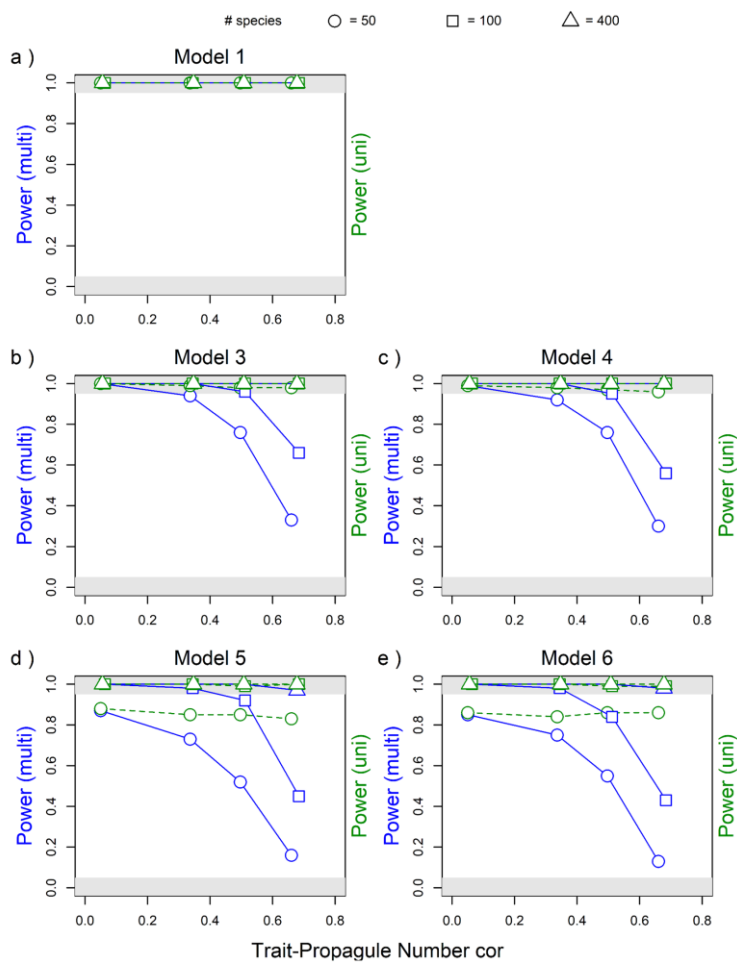 # species = 50 = 100 = 400
a ) Model 1
Power (multi)
0.0 0.2 0.4 0.6 0.8 1.0
Power (uni)
0.0 0.2 0.4 0.6 0.8
b ) Model 3
Power (multi)
0.0 0.2 0.4 0.6 0.8 1.0
Power (uni)
0.0 0.2 0.4 0.6 0.8
c ) Model 4
Power (multi)
0.0 0.2 0.4 0.6 0.8 1.0
Power (uni)
0.0 0.2 0.4 0.6 0.8
d ) Model 5
Power (multi)
0.0 0.2 0.4 0.6 0.8 1.0
Power (uni)
0.0 0.2 0.4 0.6 0.8
e ) Model 6
Power (multi)
0.0 0.2 0.4 0.6 0.8 1.0
Power (uni)
0.0 0.2 0.4 0.6 0.8
Trait-Propagule Number cor